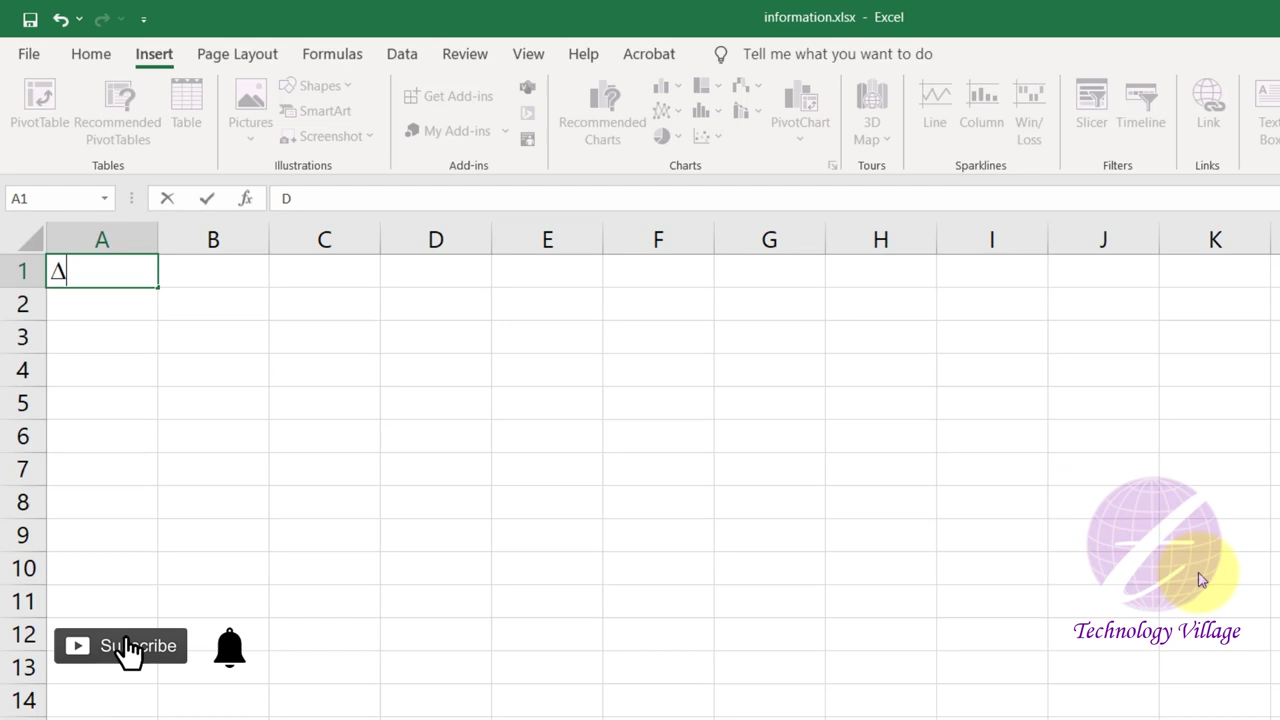 information.xlsx - Excel
File Home Insert Page Layout Formulas Data Review View Help Acrobat Tell me what you want to do
PivotTable
Recommended
PivotTables
Table
Tables
Pictures
Shapes
SmartArt
Screenshot
Illustrations
Get Add-ins
My Add-ins
Add-ins
Recommended
Charts
PivotChart
Charts
3D
Map
Tours
Line
Column
Win/
Loss
Sparklines
Slicer
Timeline
Filters
Link
Links
Text
Box
A1 fx D
A B C D E F G H I J K
1 Δ
2
3
4
5
6
7
8
9
10
11
12
13
14
Subscribe
Technology Village